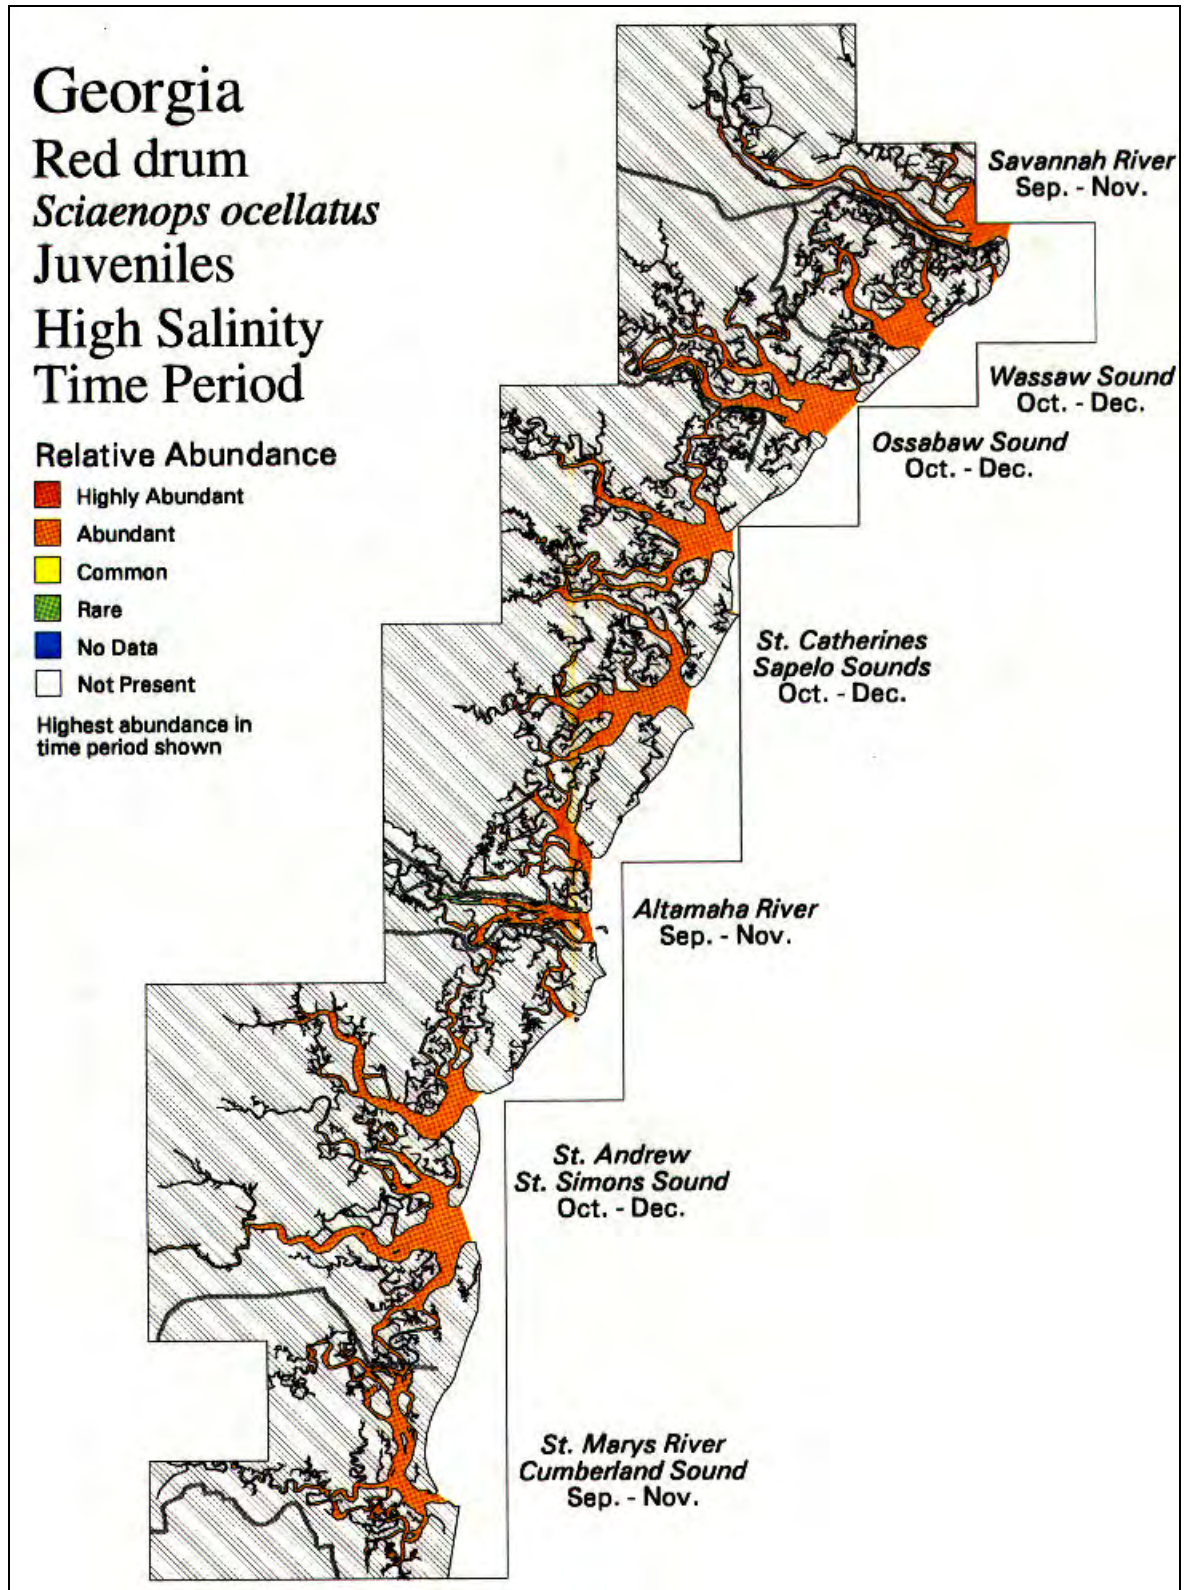 Georgia
Red drum
Sciaenops ocellatus
Juveniles
High Salinity
Time Period
Relative Abundance
Highly Abundant
Abundant
Common
Rare
No Data
Not Present
Highest abundance in
time period shown
Savannah River
Sep. - Nov.
Wassaw Sound
Oct. - Dec.
Ossabaw Sound
Oct. - Dec.
St. Catherines
Sapelo Sounds
Oct. - Dec.
Altamaha River
Sep. - Nov.
St. Andrew
St. Simons Sound
Oct. - Dec.
St. Marys River
Cumberland Sound
Sep. - Nov.